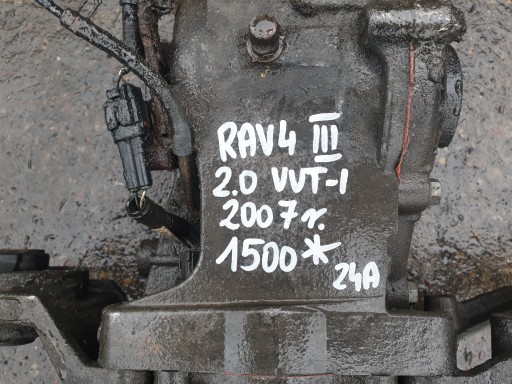 RAV4 III
2.0 VVT-I
2007r.
1500*
24A